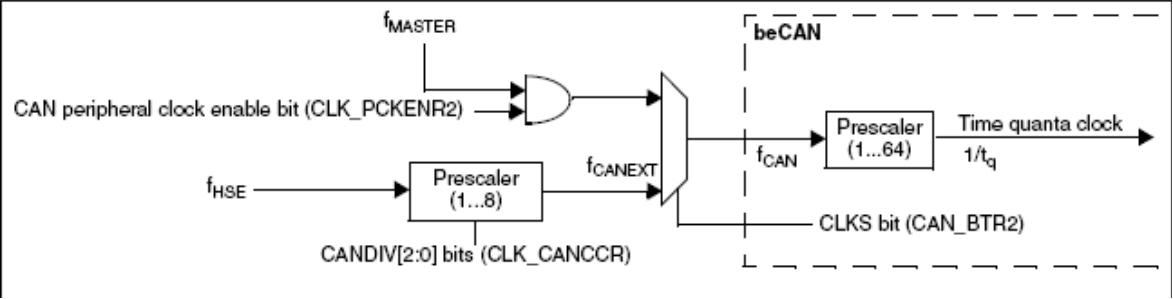 fMASTER
beCAN
CAN peripheral clock enable bit (CLK_PCKENR2)
Prescaler
(1...64)
Time quanta clock
1/tq
fCAN
fCANEXT
fHSE
Prescaler
(1...8)
CLKS bit (CAN_BTR2)
CANDIV[2:0] bits (CLK_CANCCR)